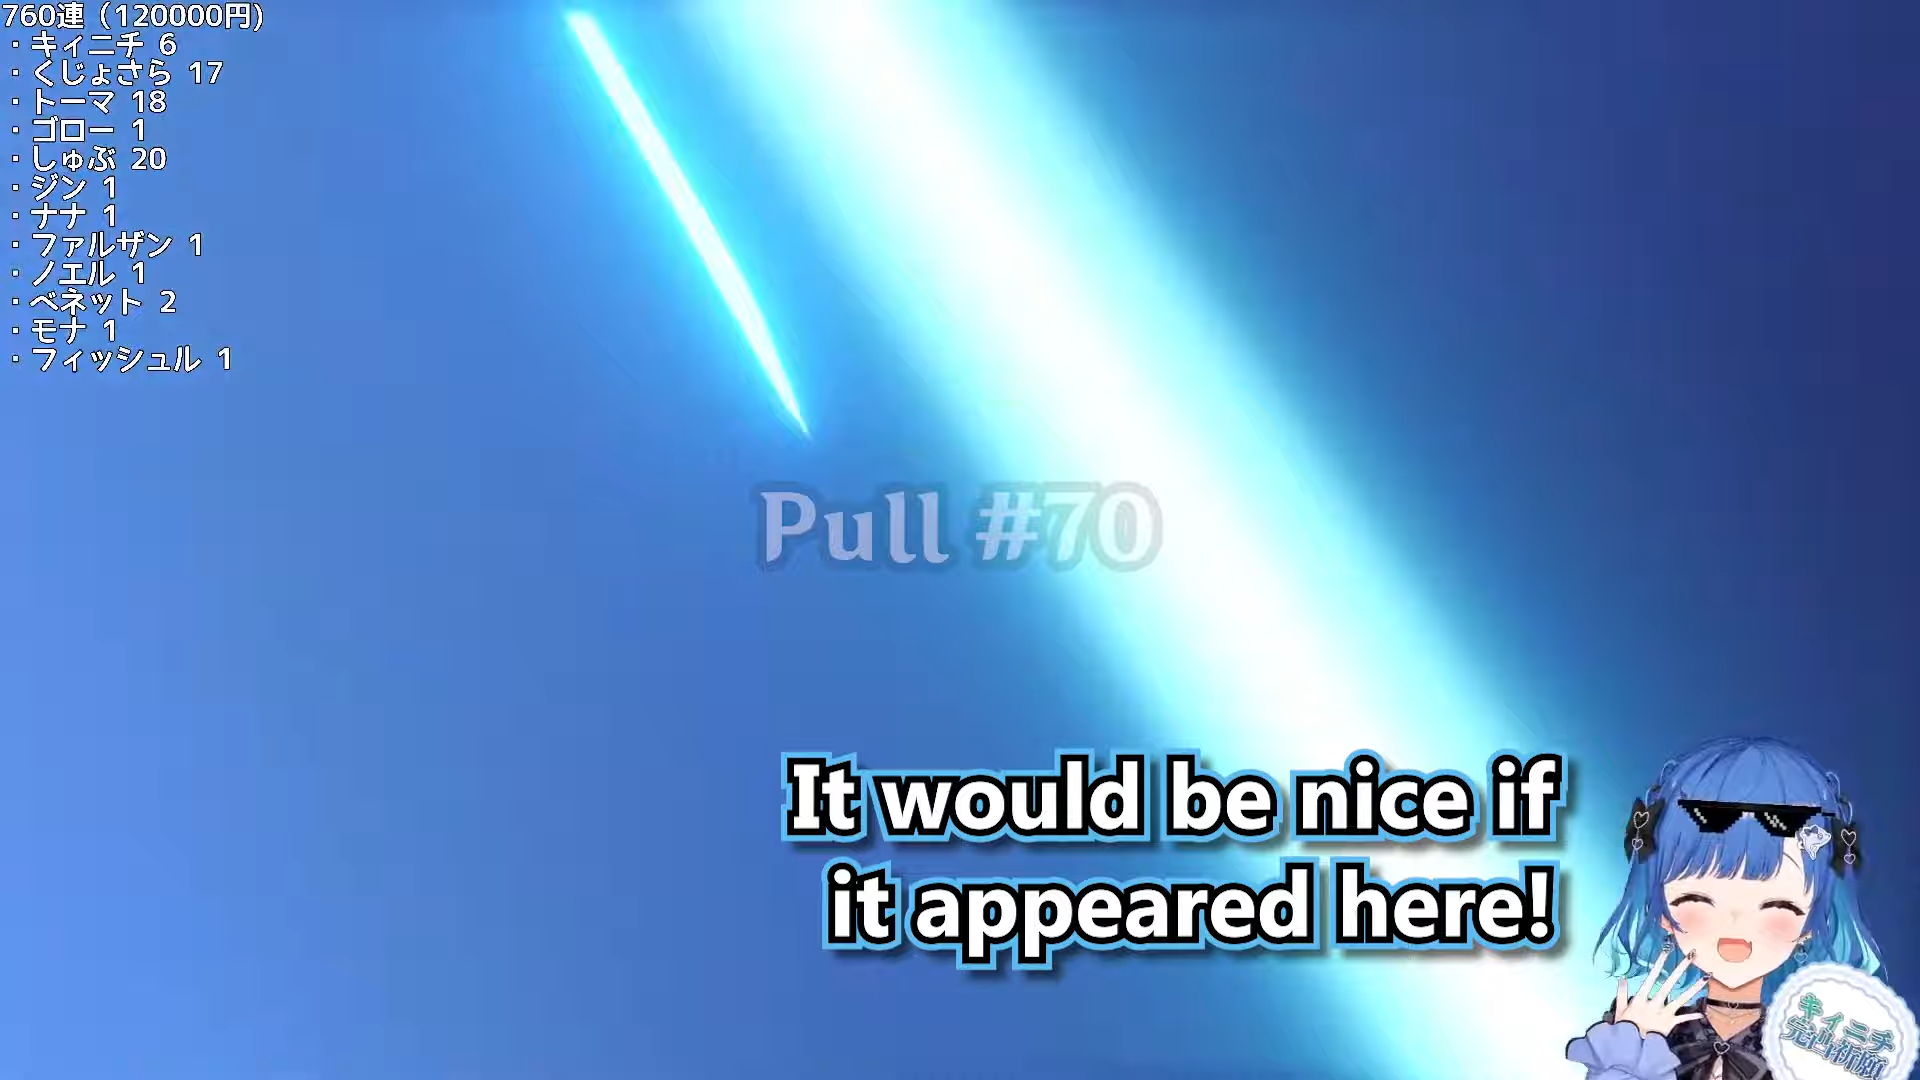 760連（120000円)
・キィニチ 6
・くじょさら 17
・トーマ 18
・ゴロー 1
・しゅぶ 20
・ジン 1
・ナナ 1
・ファルザン 1
・ノエル 1
・ベネット 2
・モナ 1
・フィッシュル 1
Pull #70
It would be nice if
it appeared here!
キィニチ
完凸祈願